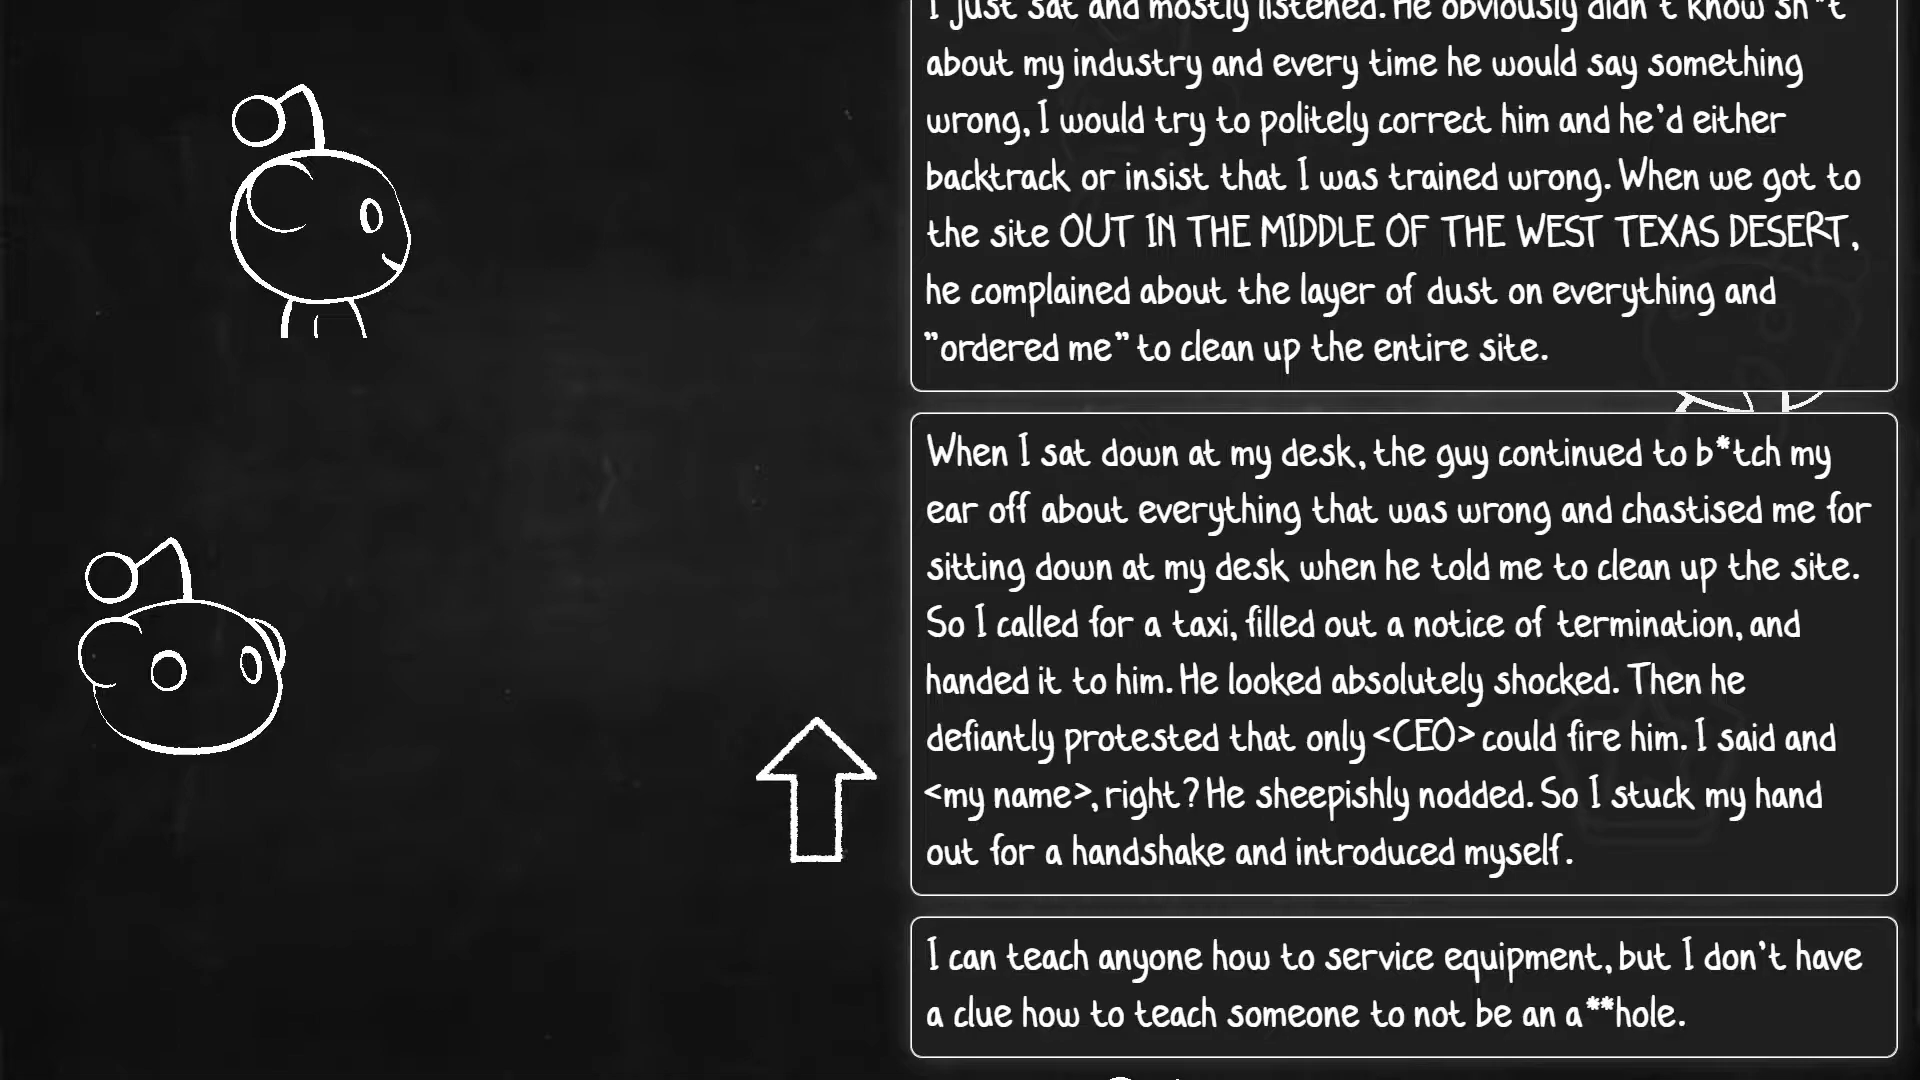 I just sat and mostly listened. He obviously didn't know sh*t
about my industry and every time he would say something
wrong, I would try to politely correct him and he'd either
backtrack or insist that I was trained wrong. When we got to
the site OUT IN THE MIDDLE OF THE WEST TEXAS DESERT,
he complained about the layer of dust on everything and
"ordered me" to clean up the entire site.
When I sat down at my desk, the guy continued to b*tch my
ear off about everything that was wrong and chastised me for
sitting down at my desk when he told me to clean up the site.
So I called for a taxi, filled out a notice of termination, and
handed it to him. He looked absolutely shocked. Then he
defiantly protested that only <CEO> could fire him. I said and
<my name>, right? He sheepishly nodded. So I stuck my hand
out for a handshake and introduced myself.
I can teach anyone how to service equipment, but I don't have
a clue how to teach someone to not be an a**hole.